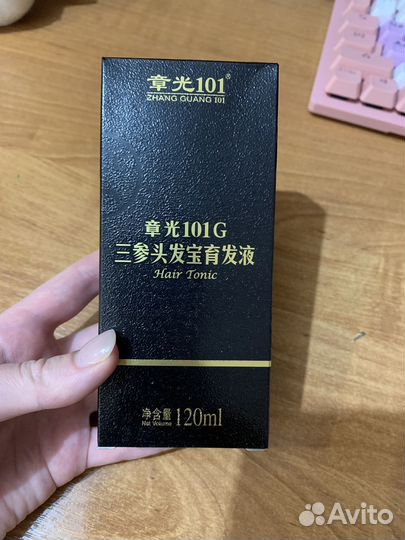 章光101®
ZHANG GUANG 101
章光101G
三参头发宝育发液
Hair Tonic
净含量 120ml
Net Volume
Avito